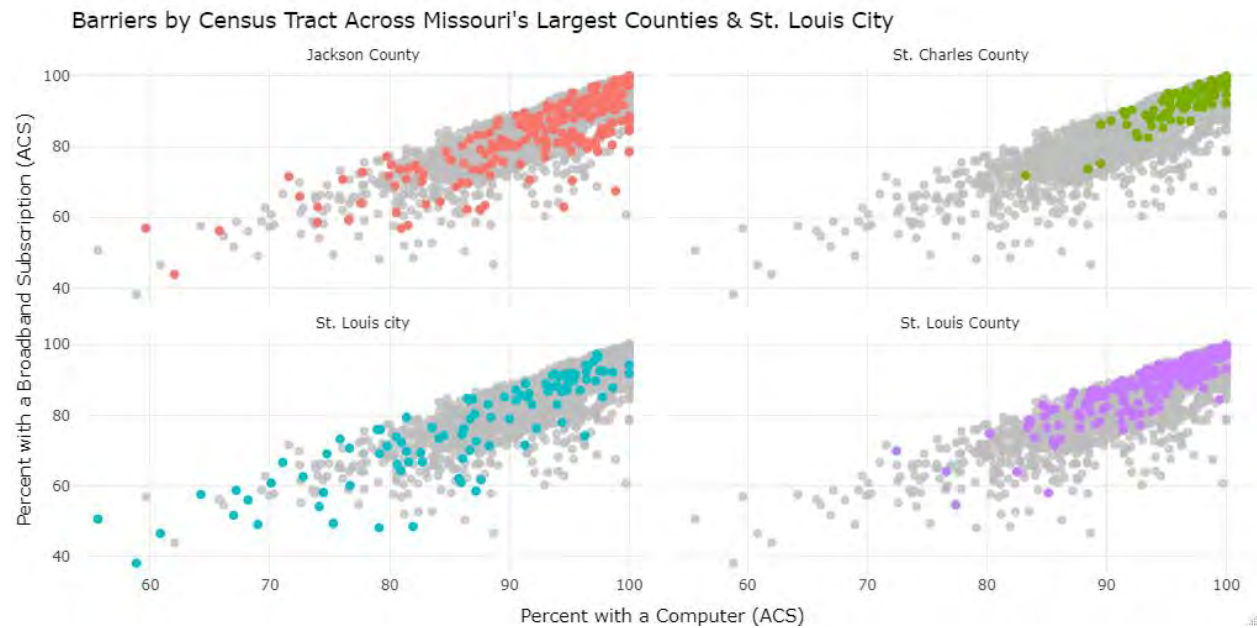 Barriers by Census Tract Across Missouri's Largest Counties & St. Louis City
Jackson County
St. Charles County
100
80
60
40
St. Louis city
St. Louis County
100
80
60
40
60
70
80
90
100
60
70
80
90
100
Percent with a Broadband Subscription (ACS)
Percent with a Computer (ACS)